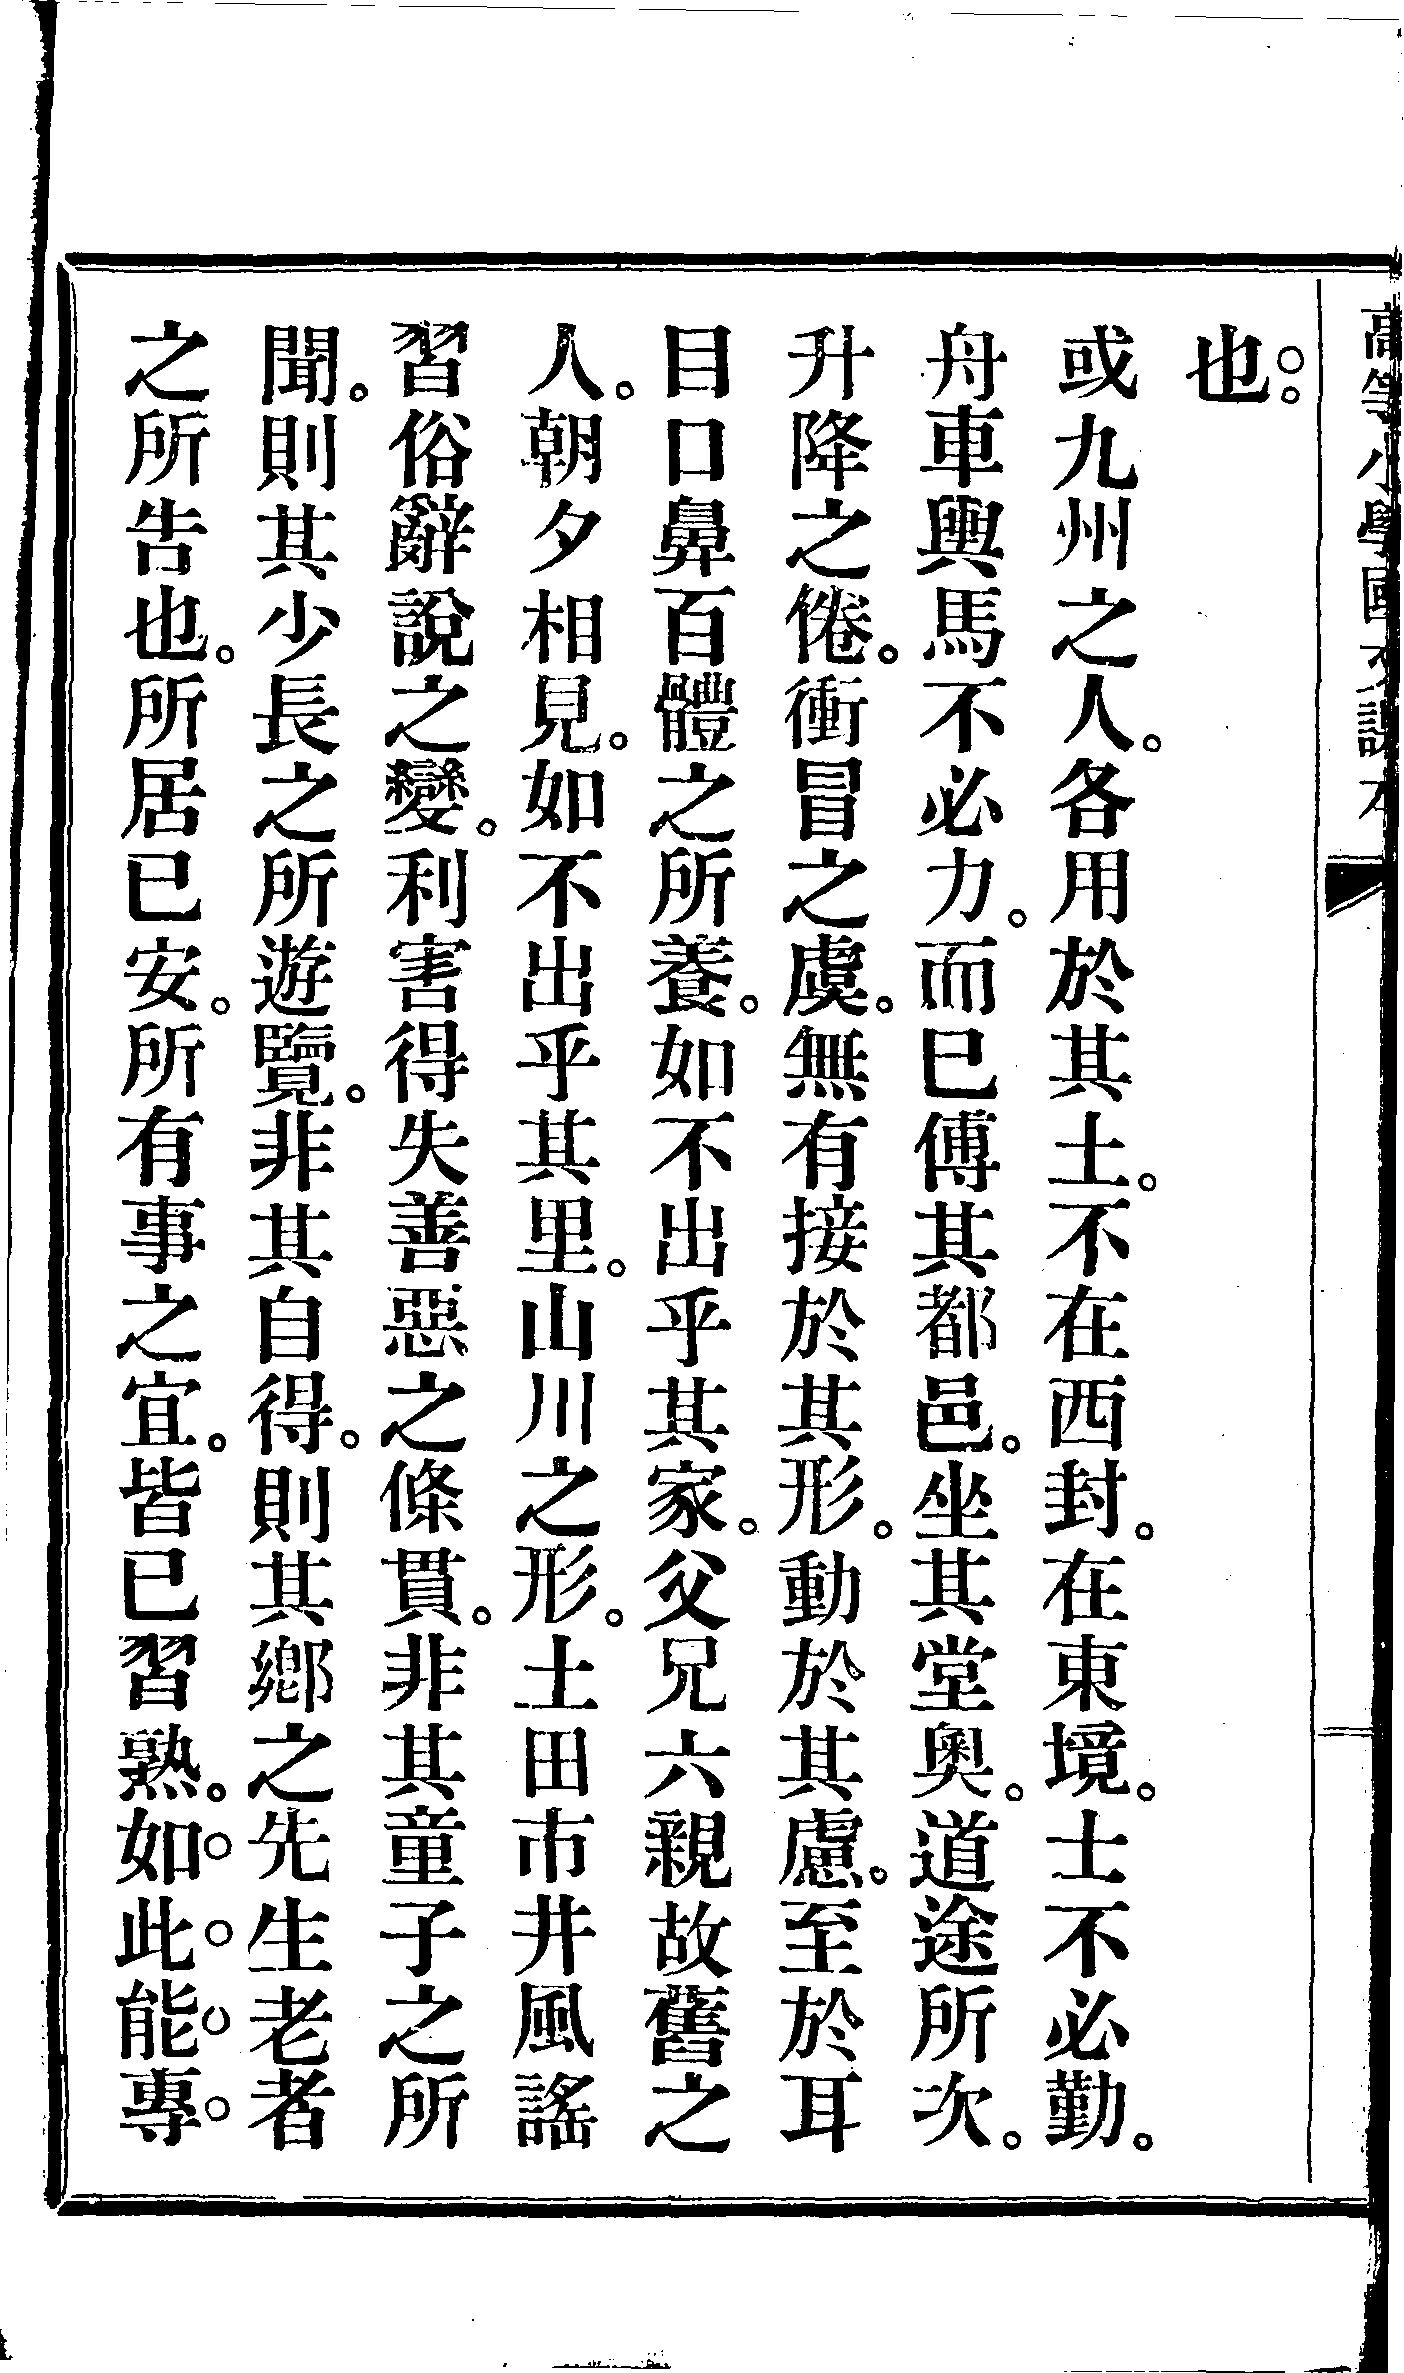 高等小學國文課本
也。
或九州之人。各用於其土。不在西封。在東境。士不必勤。
舟車輿馬不必力。而已傅其都邑。坐其堂奧。道途所次。
升降之倦。衝冒之虞。無有接於其形。動於其慮。至於耳
目口鼻百體之所養。如不出乎其家。父兄六親故舊之
人。朝夕相見。如不出乎其里。山川之形。土田市井風謠
習俗辭說之變。利害得失善惡之條貫。非其童子之所
聞。則其少長之所遊覽。非其自得。則其鄉之先生老者
之所告也。所居已安。所有事之宜。皆已習熟。如此能專